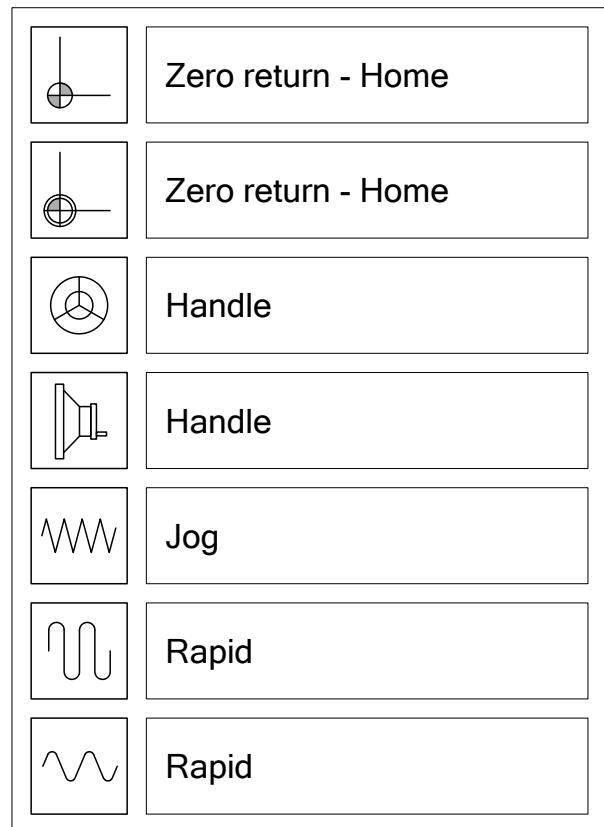 Zero return - Home
Zero return - Home
Handle
Handle
Jog
Rapid
Rapid